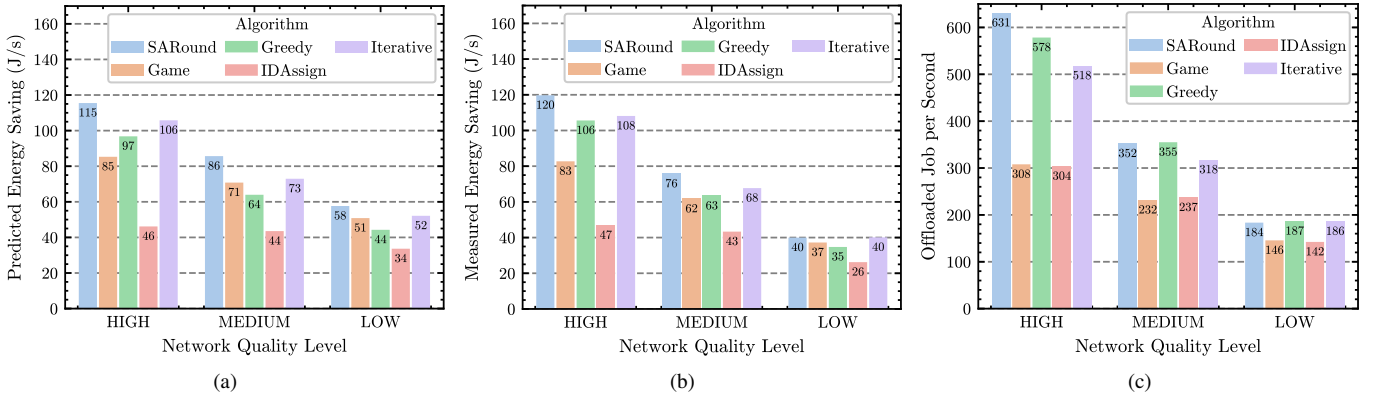 Predicted Energy Saving (J/s)
160
140
120
100
80
60
40
20
0
Algorithm
SARound Greedy Iterative
Game IDAssign
115 85 97 46 106
86 71 64 44 73
58 51 44 34 52
HIGH MEDIUM LOW
Network Quality Level
(a)
Measured Energy Saving (J/s)
160
140
120
100
80
60
40
20
0
Algorithm
SARound Greedy Iterative
Game IDAssign
120 83 106 47 108
76 62 63 43 68
40 37 35 26 40
HIGH MEDIUM LOW
Network Quality Level
(b)
Offloaded Job per Second
600
500
400
300
200
100
0
Algorithm
SARound IDAssign
Game Iterative
Greedy
631 308 578 304 518
352 232 355 237 318
184 146 187 142 186
HIGH MEDIUM LOW
Network Quality Level
(c)